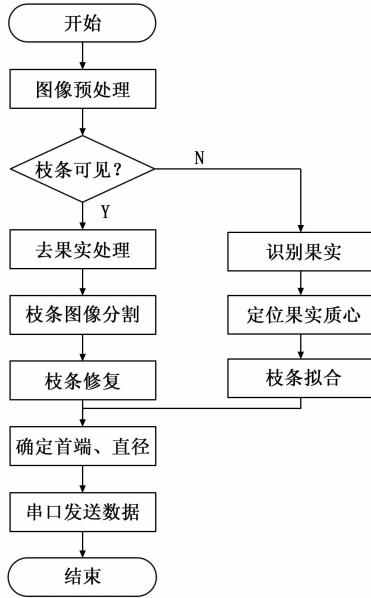 开始
图像预处理
枝条可见？
N
Y
去果实处理
识别果实
枝条图像分割
定位果实质心
枝条修复
枝条拟合
确定首端、直径
串口发送数据
结束